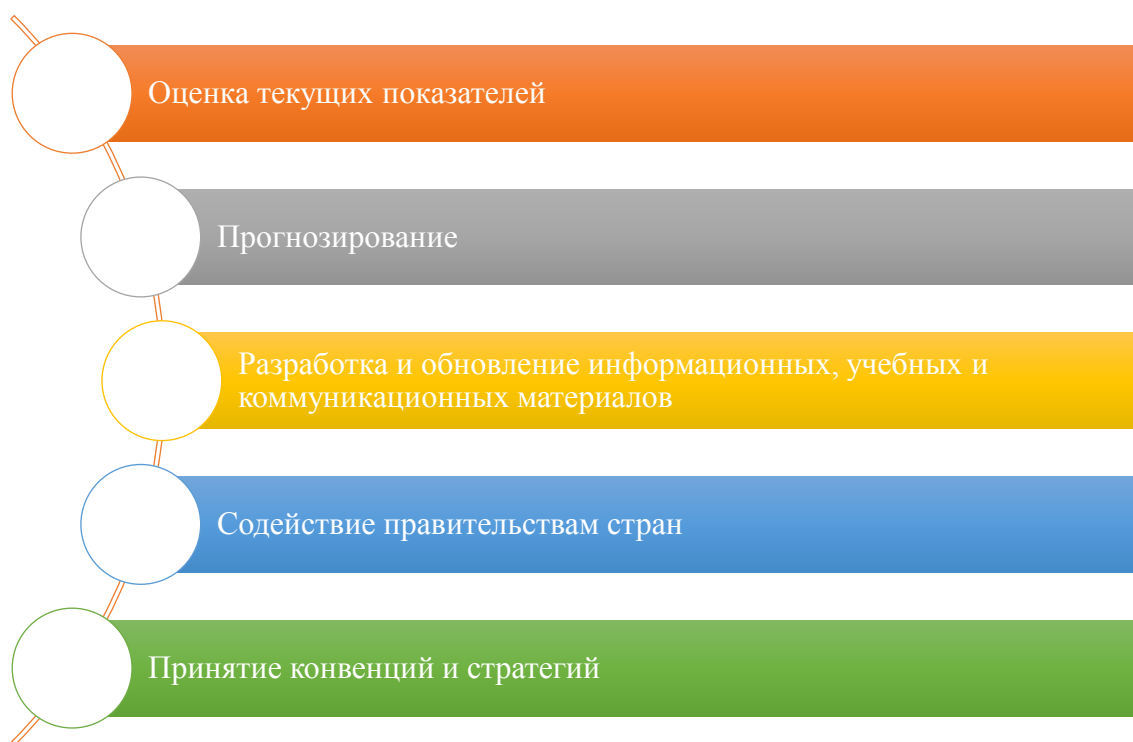 Оценка текущих показателей
Прогнозирование
Разработка и обновление информационных, учебных и
коммуникационных материалов
Содействие правительствам стран
Принятие конвенций и стратегий